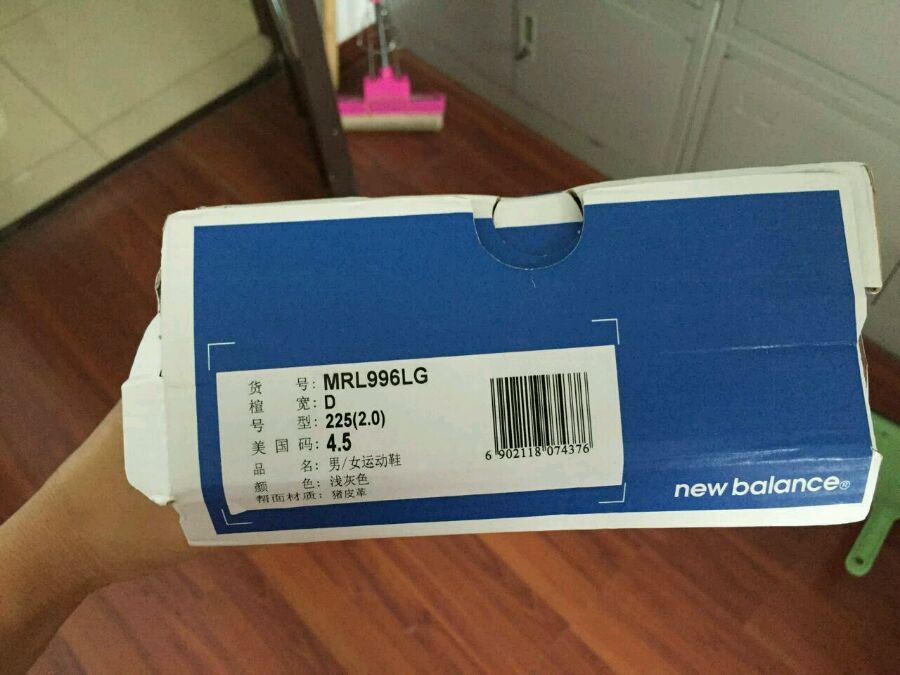 货 号: MRL996LG
楦 宽: D
号 型: 225(2.0)
美 国 码: 4.5
品 名: 男/女运动鞋
颜 色: 浅灰色
帮面材质: 猪皮革
6 902118 074376
new balance®